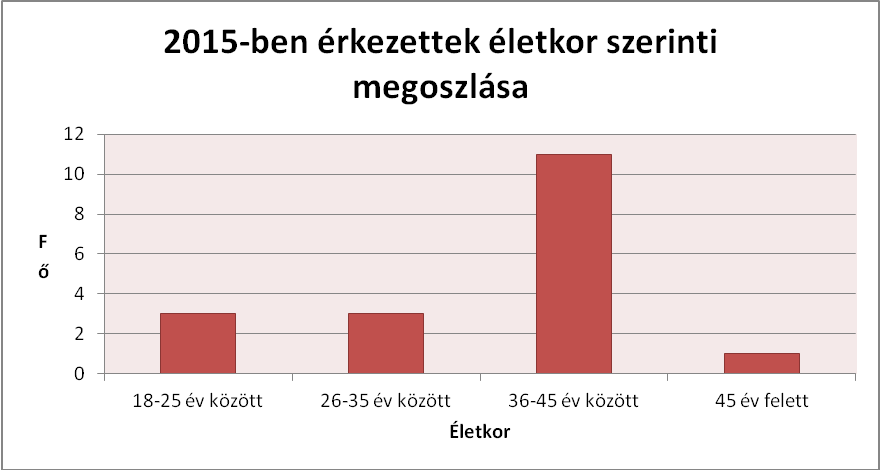 2015-ben érkezettek életkor szerinti
megoszlása
12
10
8
6
4
2
0
F
ő
18-25 év között
26-35 év között
36-45 év között
45 év felett
Életkor